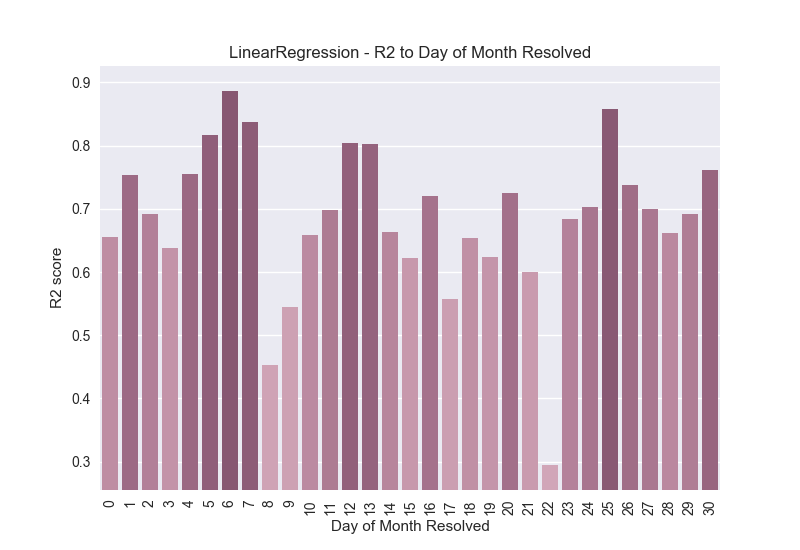 LinearRegression - R2 to Day of Month Resolved
0.9
0.8
0.7
0.6
0.5
0.4
0.3
R2 score
0 1 2 3 4 5 6 7 8 9 10 11 12 13 14 15 16 17 18 19 20 21 22 23 24 25 26 27 28 29 30
Day of Month Resolved